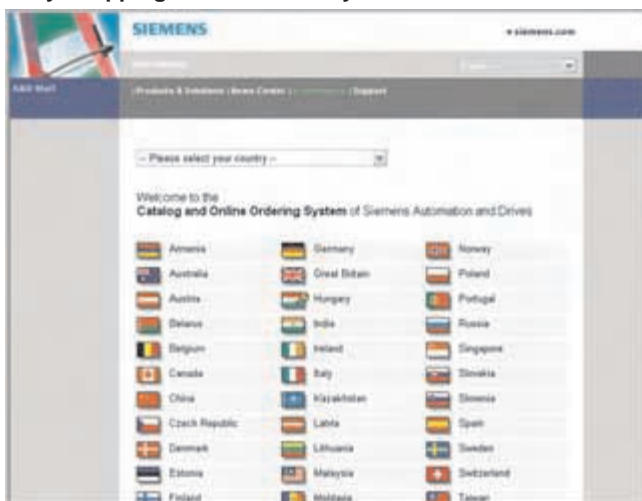 SIEMENS
siemens.com
A&D Mall
Products & Solutions
Support
-- Please select your country --
Welcome to the
Catalog and Online Ordering System of Siemens Automation and Drives
Armenia Germany Norway
Australia Great Britain Poland
Austria Hungary Portugal
Belarus India Russia
Belgium Ireland Singapore
Canada Italy Slovakia
China Kazakhstan Slovenia
Czech Republic Latvia Spain
Denmark Lithuania Sweden
Estonia Malaysia Switzerland
Finland Moldavia Taiwan